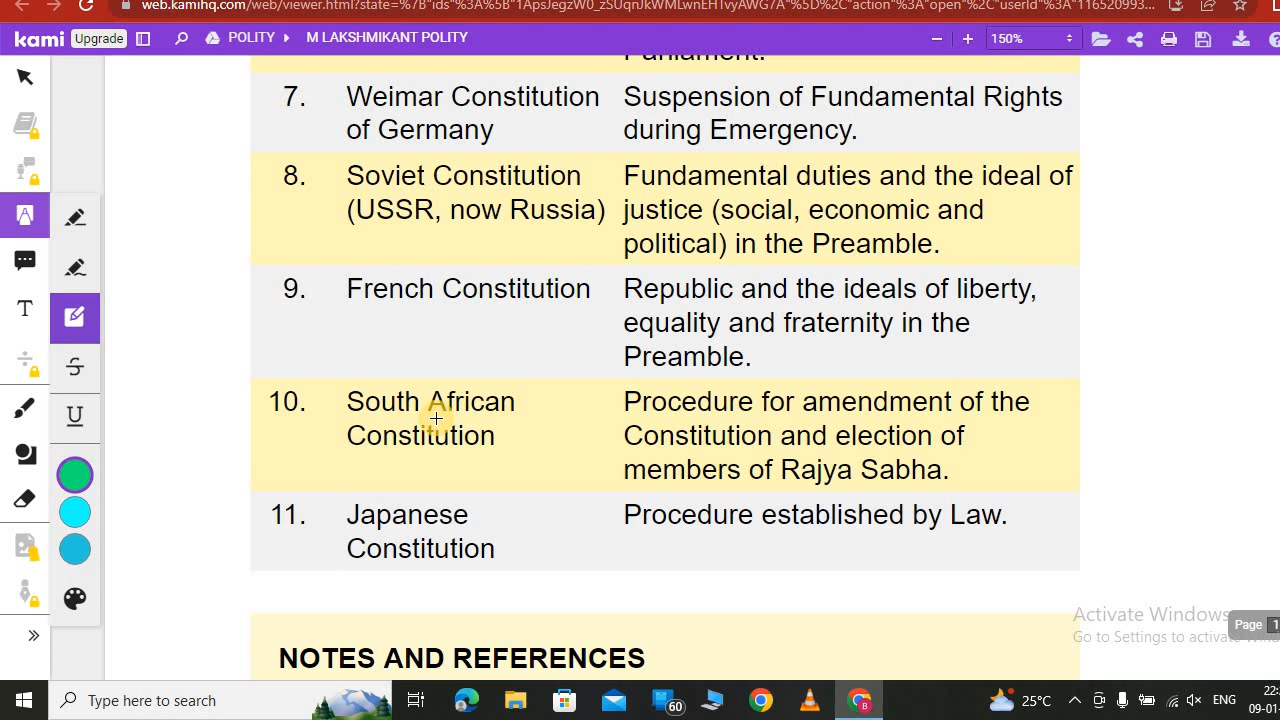 web.kamihq.com/web/viewer.html?state=%7B"ids"%3A%5B"1ApsJegzW0_zSUqnJkWMLwnEHTvyAWG7A"%5D%2C"action"%3A"open"%2C"userId"%3A"116520993...
kami Upgrade POLITY M LAKSHMIKANT POLITY 150%
Parliament.
7. Weimar Constitution Suspension of Fundamental Rights
of Germany during Emergency.
8. Soviet Constitution Fundamental duties and the ideal of
(USSR, now Russia) justice (social, economic and
political) in the Preamble.
9. French Constitution Republic and the ideals of liberty,
equality and fraternity in the
Preamble.
10. South African Procedure for amendment of the
Constitution Constitution and election of
members of Rajya Sabha.
11. Japanese Procedure established by Law.
Constitution
Activate Windows
Page 1
Go to Settings to activate
NOTES AND REFERENCES
Type here to search 60 25°C ENG 22:
09-01-